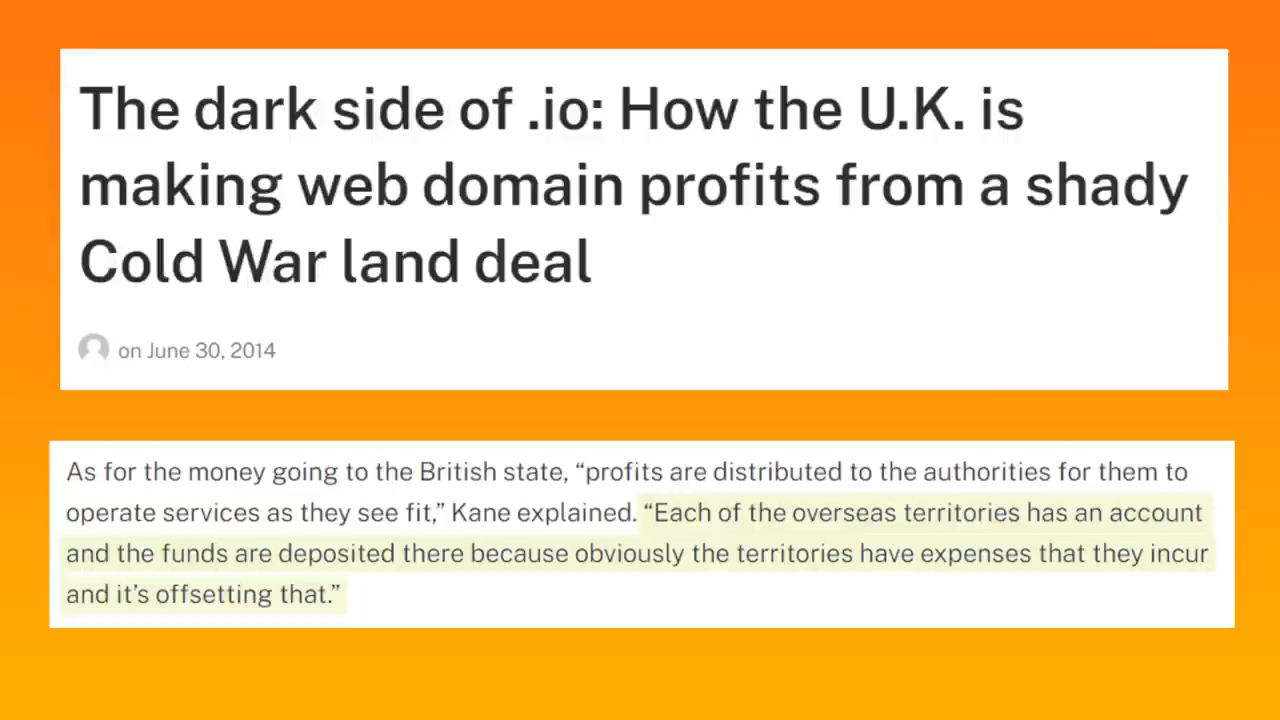 The dark side of .io: How the U.K. is
making web domain profits from a shady
Cold War land deal
on June 30, 2014
As for the money going to the British state, “profits are distributed to the authorities for them to
operate services as they see fit,” Kane explained. “Each of the overseas territories has an account
and the funds are deposited there because obviously the territories have expenses that they incur
and it’s offsetting that.”